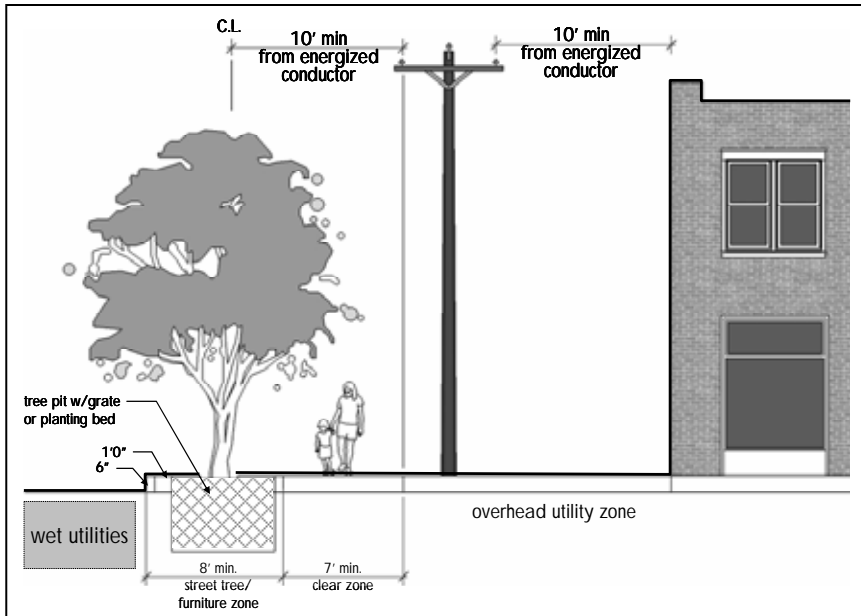 C.L.
10' min
from energized
conductor
10' min
from energized
conductor
tree pit w/grate
or planting bed
1'0"
6"
wet utilities
overhead utility zone
8' min.
street tree/
furniture zone
7' min.
clear zone